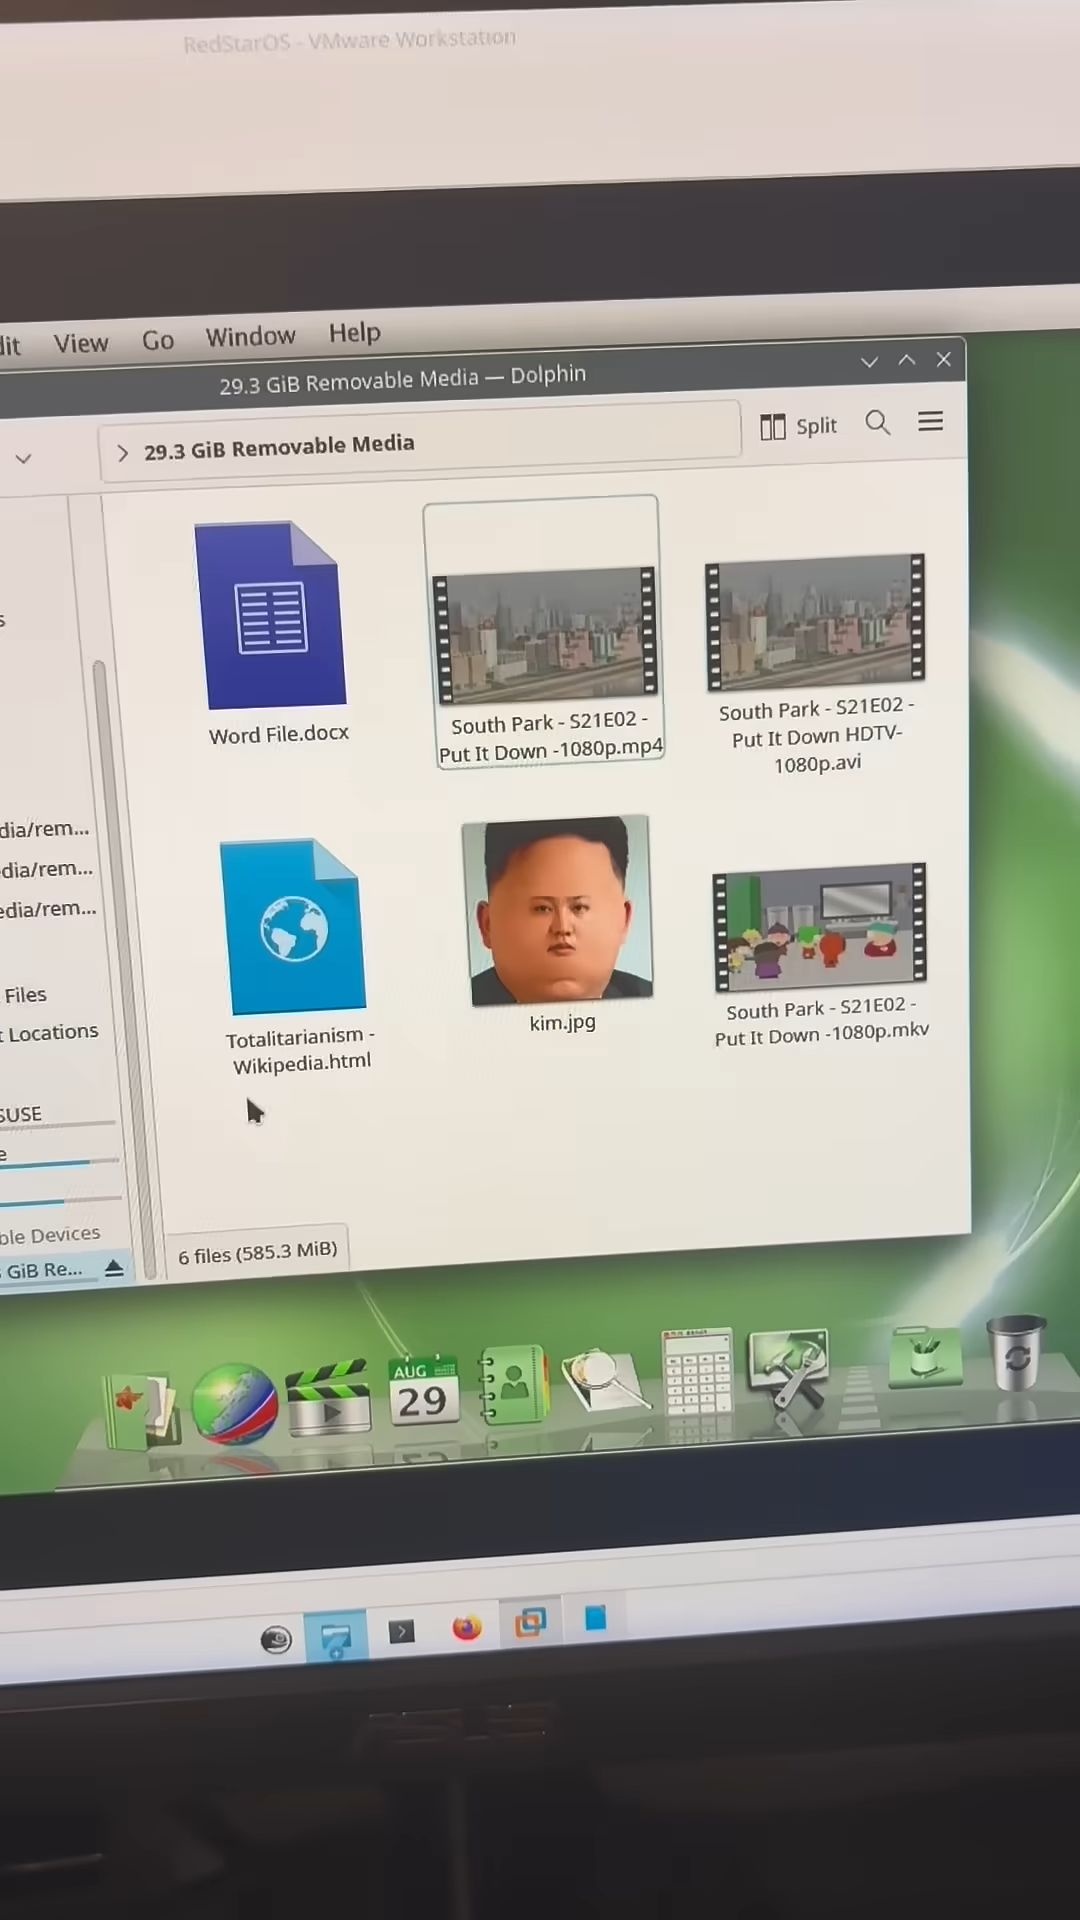 RedStarOS - VMware Workstation
View Go Window Help
29.3 GiB Removable Media — Dolphin
29.3 GiB Removable Media
Split
Word File.docx
South Park - S21E02 -
Put It Down -1080p.mp4
South Park - S21E02 -
Put It Down HDTV-
1080p.avi
Totalitarianism -
Wikipedia.html
kim.jpg
South Park - S21E02 -
Put It Down -1080p.mkv
dia/rem...
dia/rem...
edia/rem...
Files
Locations
SUSE
ble Devices
GiB Re...
6 files (585.3 MiB)
AUG
29